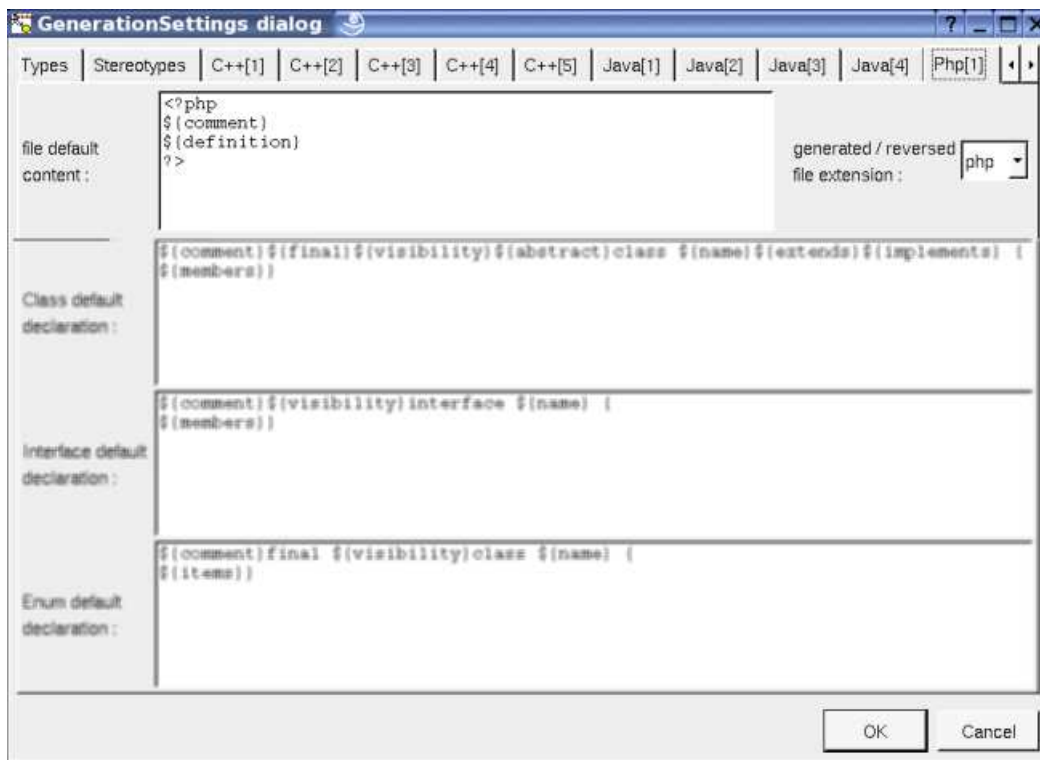 GenerationSettings dialog
Types Stereotypes C++[1] C++[2] C++[3] C++[4] C++[5] Java[1] Java[2] Java[3] Java[4] Php[1]
file default
content :
<?php
${comment}
${definition}
?>
generated / reversed
file extension :
php
Class default
declaration :
${comment}${final}${visibility}${abstract}class ${name}${extends}${implements} {
${members}}
Interface default
declaration :
${comment}${visibility}interface ${name} {
${members}}
Enum default
declaration :
${comment}final ${visibility}class ${name} {
${items}}
OK Cancel